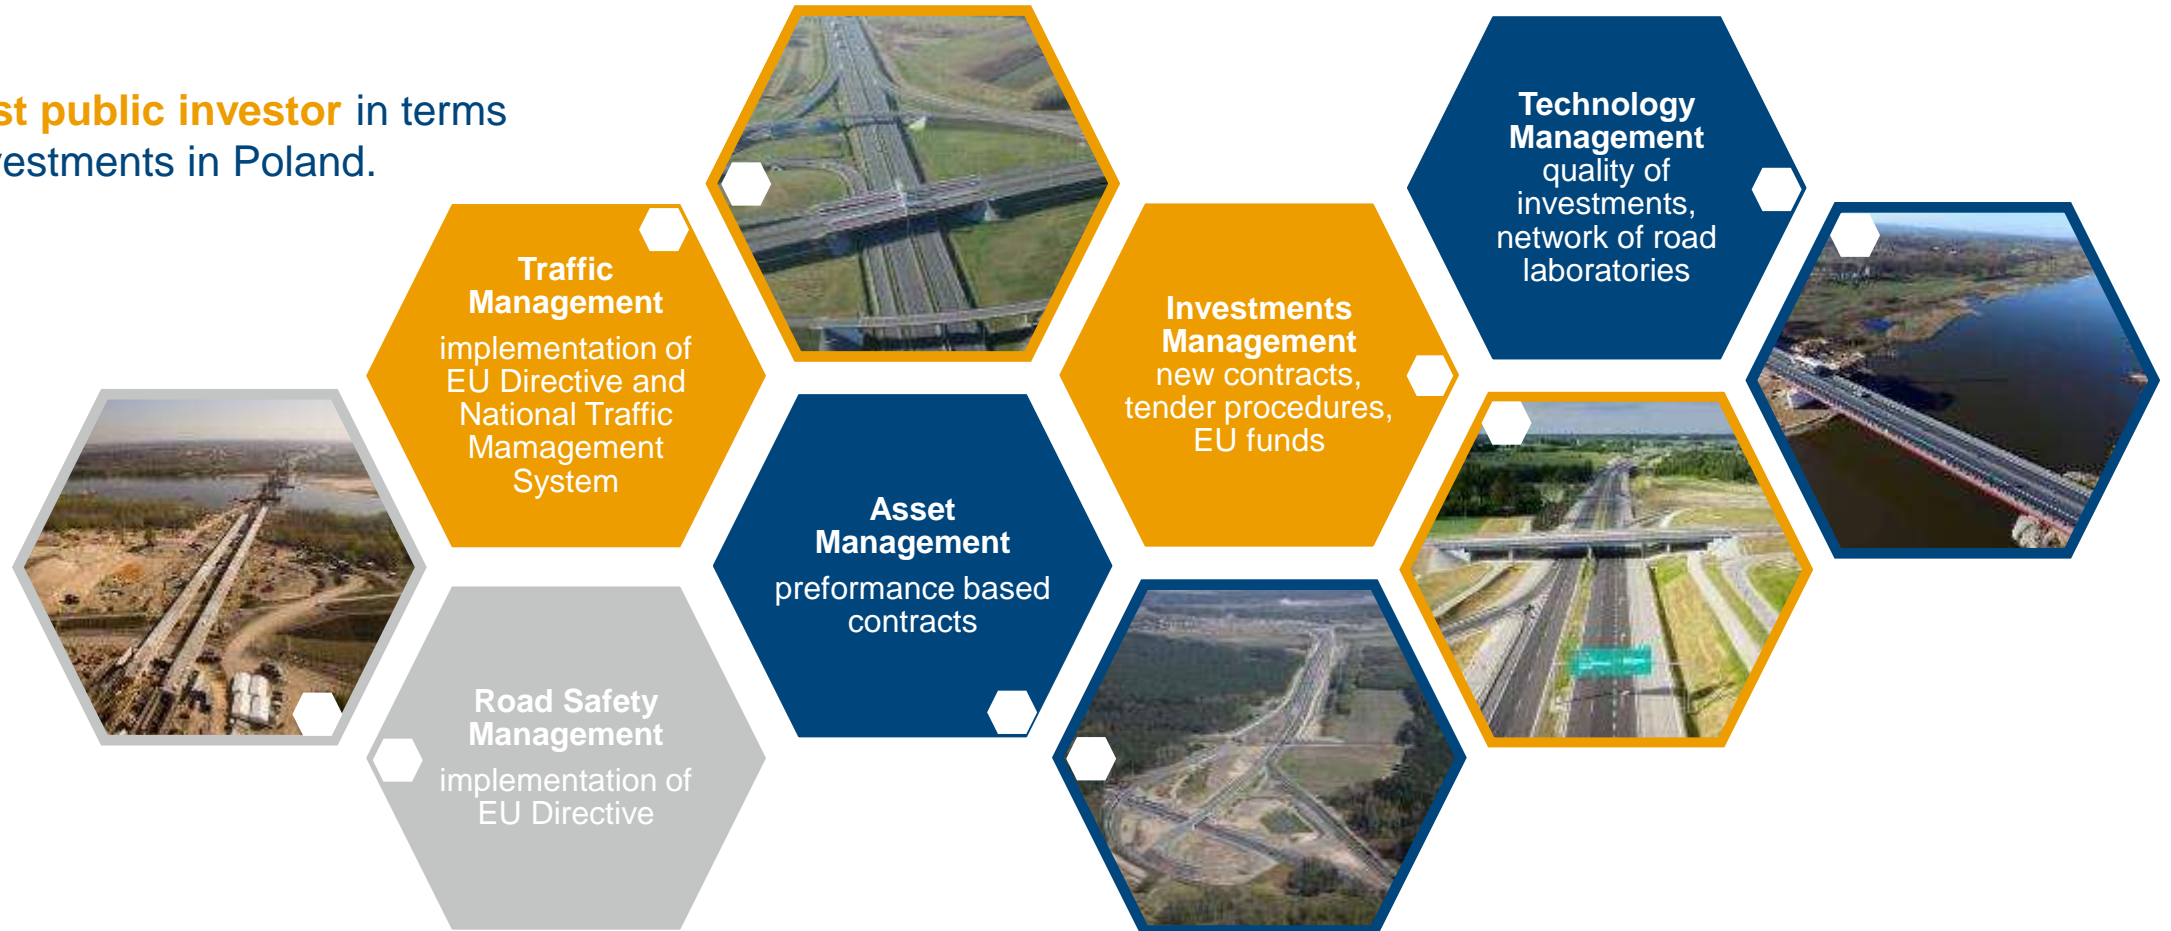 st public investor in terms
vestments in Poland.
Traffic
Management
implementation of
EU Directive and
National Traffic
Mamagement
System
Road Safety
Management
implementation of
EU Directive
Asset
Management
preformance based
contracts
Investments
Management
new contracts,
tender procedures,
EU funds
Technology
Management
quality of
investments,
network of road
laboratories